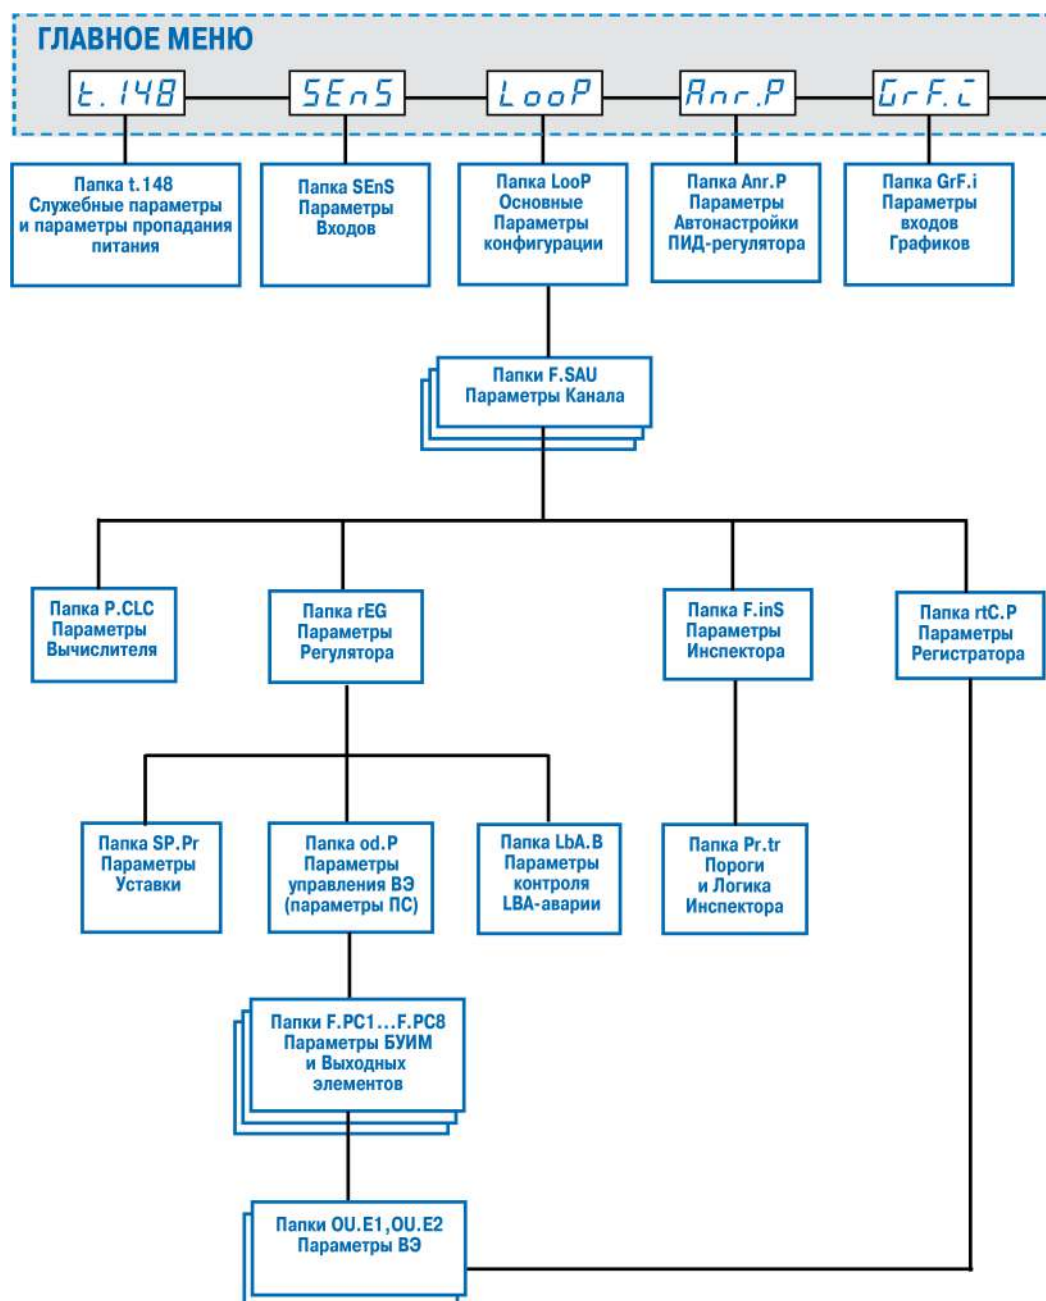 ГЛАВНОЕ МЕНЮ
t.148
SEnS
LooP
Anr.P
GrF.i
Папка t.148
Служебные параметры
и параметры пропадания
питания
Папка SEnS
Параметры
Входов
Папка LooP
Основные
Параметры
конфигурации
Папка Anr.P
Параметры
Автонастройки
ПИД-регулятора
Папка GrF.i
Параметры
входов
Графиков
Папки F.SAU
Параметры Канала
Папка P.CLC
Параметры
Вычислителя
Папка rEG
Параметры
Регулятора
Папка F.inS
Параметры
Инспектора
Папка rtC.P
Параметры
Регистратора
Папка SP.Pr
Параметры
Уставки
Папка od.P
Параметры
управления ВЭ
(параметры ПС)
Папка LbA.B
Параметры
контроля
LBA-аварии
Папка Pr.tr
Пороги
и Логика
Инспектора
Папки F.PC1...F.PC8
Параметры БУИМ
и Выходных
элементов
Папки OU.E1,OU.E2
Параметры ВЭ